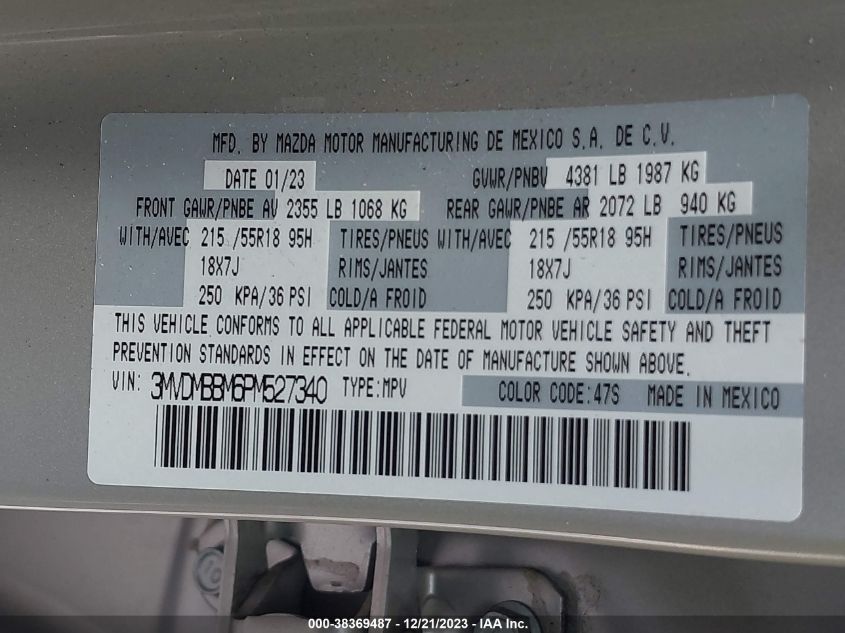 MFD. BY MAZDA MOTOR MANUFACTURING DE MEXICO S.A. DE C.V.
DATE 01/23 GVWR/PNBV 4381 LB 1987 KG
FRONT GAWR/PNBE AV 2355 LB 1068 KG REAR GAWR/PNBE AR 2072 LB 940 KG
WITH/AVEC 215 /55R18 95H TIRES/PNEUS WITH/AVEC 215 /55R18 95H TIRES/PNEUS
18X7J RIMS/JANTES 18X7J RIMS/JANTES
250 KPA/36 PSI COLD/A FROID 250 KPA/36 PSI COLD/A FROID
THIS VEHICLE CONFORMS TO ALL APPLICABLE FEDERAL MOTOR VEHICLE SAFETY AND THEFT
PREVENTION STANDARDS IN EFFECT ON THE DATE OF MANUFACTURE SHOWN ABOVE.
VIN: 3MVDMBBM6PM527340 TYPE:MPV COLOR CODE:47S MADE IN MEXICO
000-38369487 - 12/21/2023 - IAA Inc.